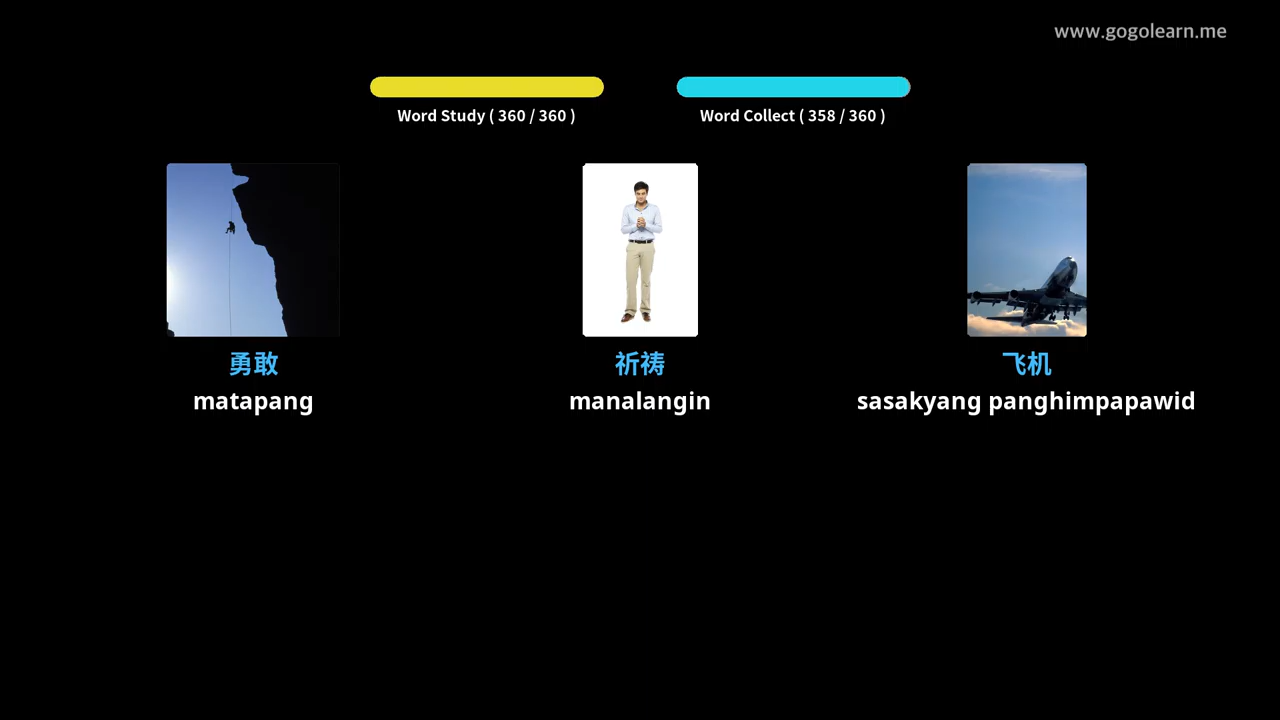 www.gogolearn.me
Word Study ( 360 / 360 )
Word Collect ( 358 / 360 )
勇敢
祈祷
飞机
matapang
manalangin
sasakyang panghimpapawid